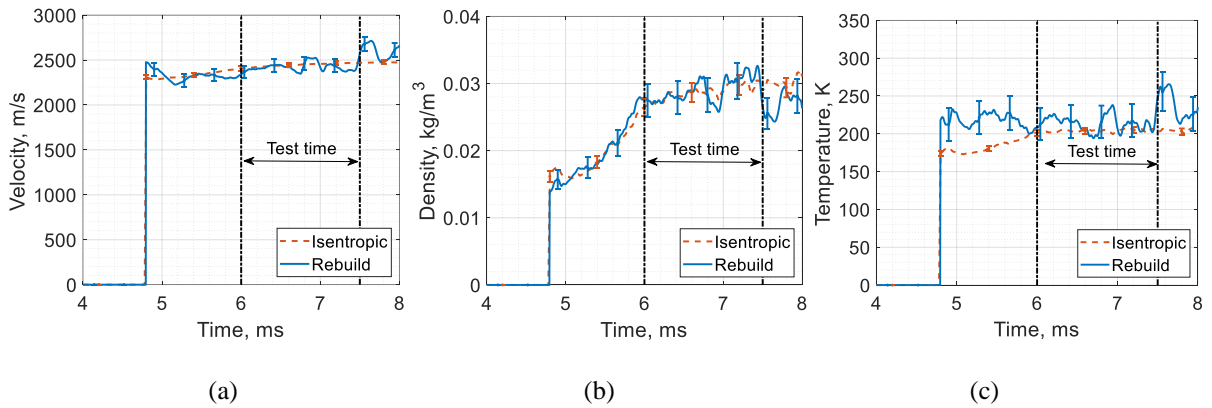 3000
2500
2000
1500
1000
500
0
Velocity, m/s
Test time
Isentropic
Rebuild
4 5 6 7 8
Time, ms
(a)
0.04
0.03
0.02
0.01
0
Density, kg/m³
Test time
Isentropic
Rebuild
4 5 6 7 8
Time, ms
(b)
350
300
250
200
150
100
50
0
Temperature, K
Test time
Isentropic
Rebuild
4 5 6 7 8
Time, ms
(c)